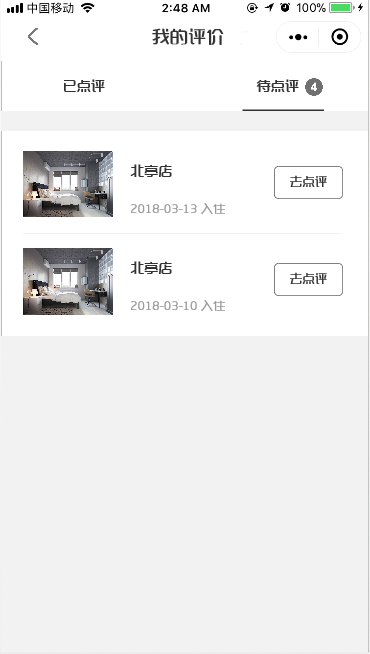 中国移动 2:48 AM 100%
我的评价
已点评 待点评 4
北亭店
2018-03-13 入住
去点评
北亭店
2018-03-10 入住
去点评